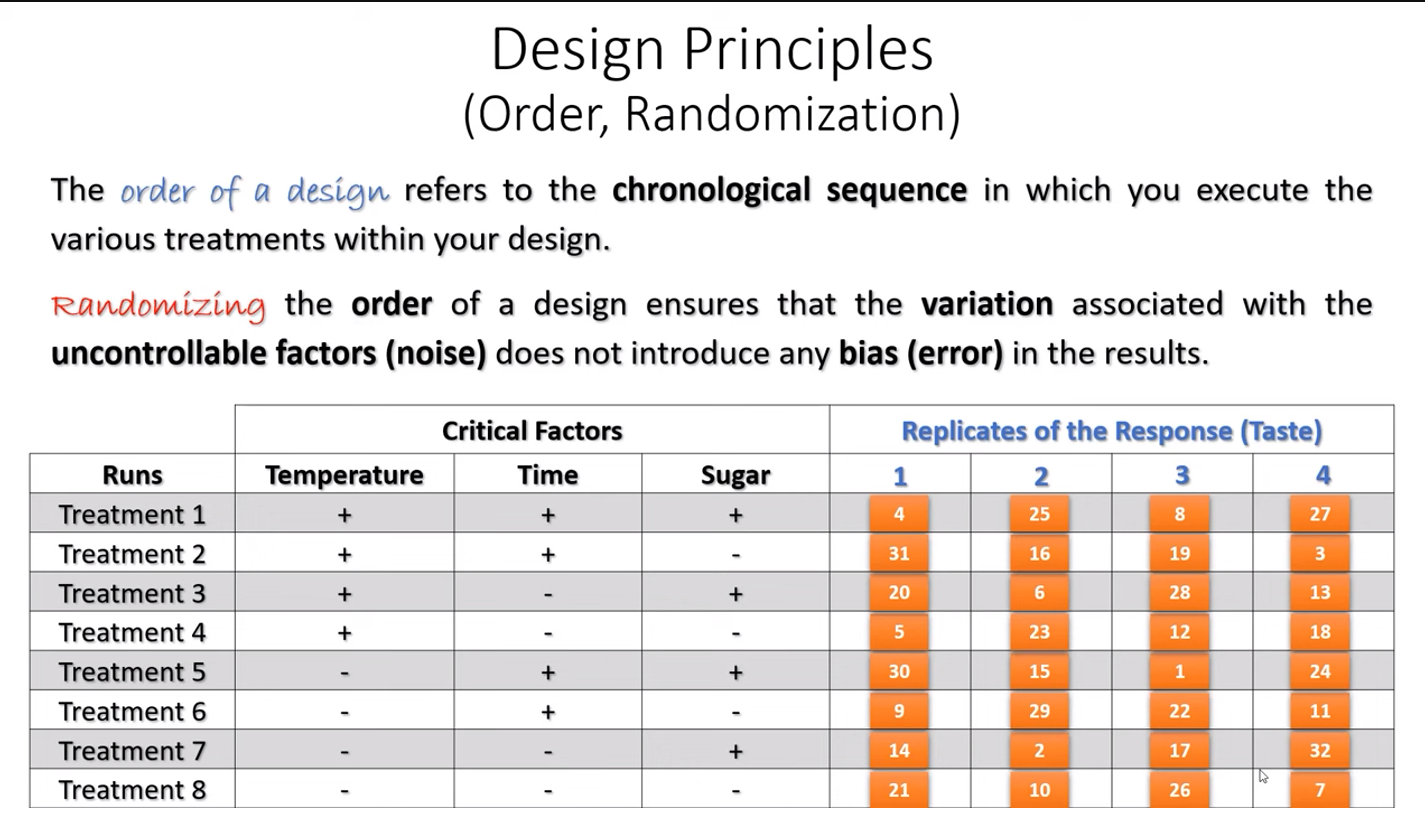 Design Principles
(Order, Randomization)
The order of a design refers to the chronological sequence in which you execute the
various treatments within your design.
Randomizing the order of a design ensures that the variation associated with the
uncontrollable factors (noise) does not introduce any bias (error) in the results.
Critical Factors Replicates of the Response (Taste)
Runs Temperature Time Sugar 1 2 3 4
Treatment 1 + + + 4 25 8 27
Treatment 2 + + - 31 16 19 3
Treatment 3 + - + 20 6 28 13
Treatment 4 + - - 5 23 12 18
Treatment 5 - + + 30 15 1 24
Treatment 6 - + - 9 29 22 11
Treatment 7 - - + 14 2 17 32
Treatment 8 - - - 21 10 26 7